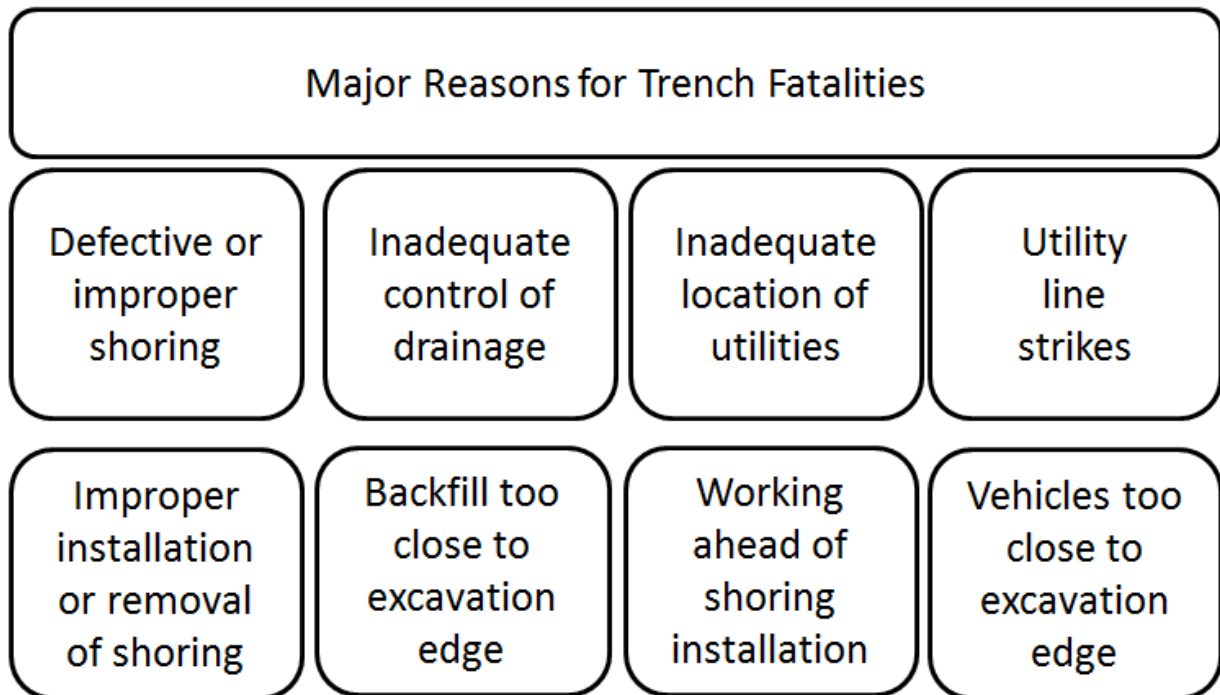 Major Reasons for Trench Fatalities
Defective or
improper
shoring
Inadequate
control of
drainage
Inadequate
location of
utilities
Utility
line
strikes
Improper
installation
or removal
of shoring
Backfill too
close to
excavation
edge
Working
ahead of
shoring
installation
Vehicles too
close to
excavation
edge